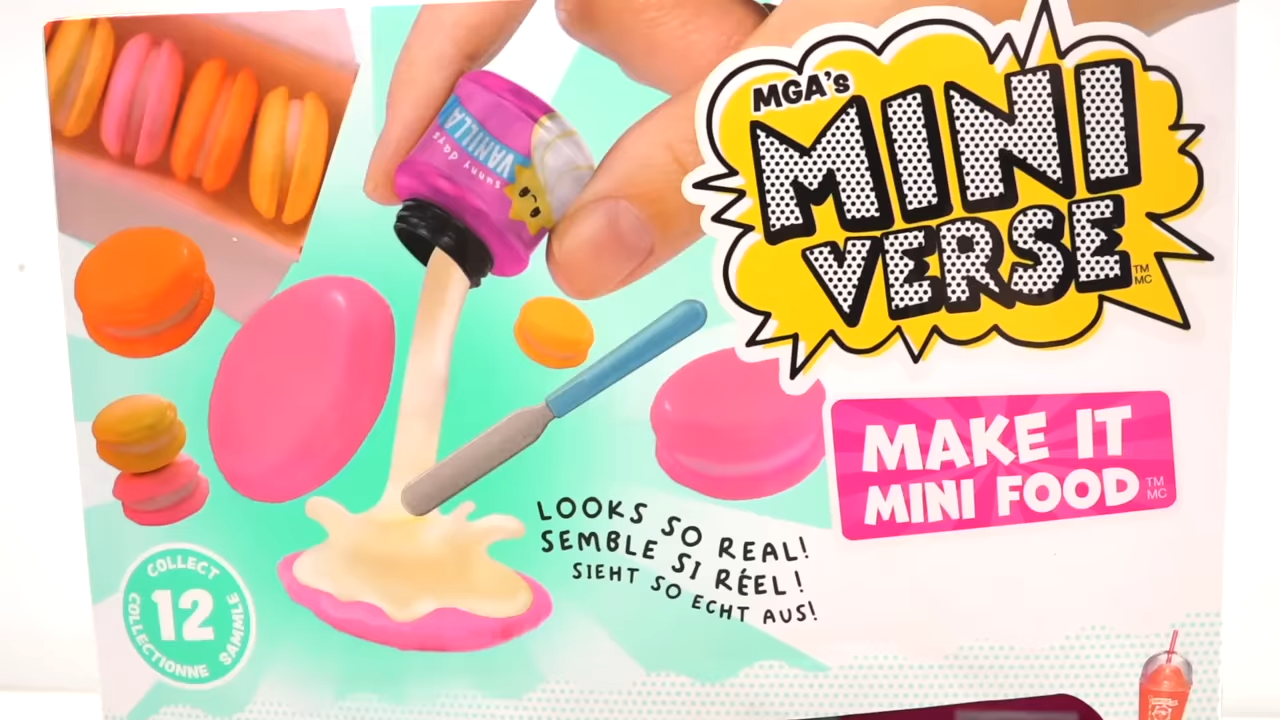 MGA's
MINI
VERSE
TM
MC
sunny days
VANILLA
MAKE IT
MINI FOOD
TM
MC
LOOKS SO REAL!
SEMBLE SI RÉEL!
SIEHT SO ECHT AUS!
COLLECT
12
COLLECTIONNE
SAMMLE